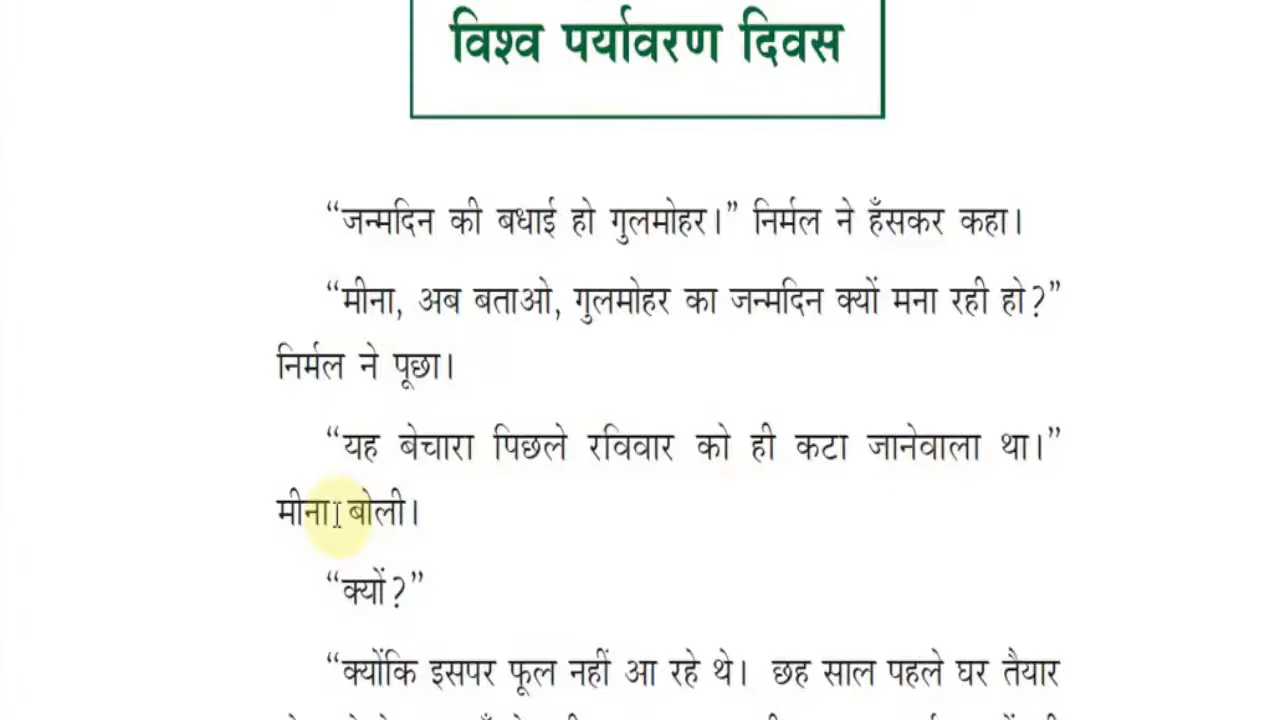 विश्व पर्यावरण दिवस
“जन्मदिन की बधाई हो गुलमोहर।” निर्मल ने हँसकर कहा।
“मीना, अब बताओ, गुलमोहर का जन्मदिन क्यों मना रही हो?”
निर्मल ने पूछा।
“यह बेचारा पिछले रविवार को ही कटा जानेवाला था।”
मीना बोली।
“क्यों?”
“क्योंकि इसपर फूल नहीं आ रहे थे। छह साल पहले घर तैयार